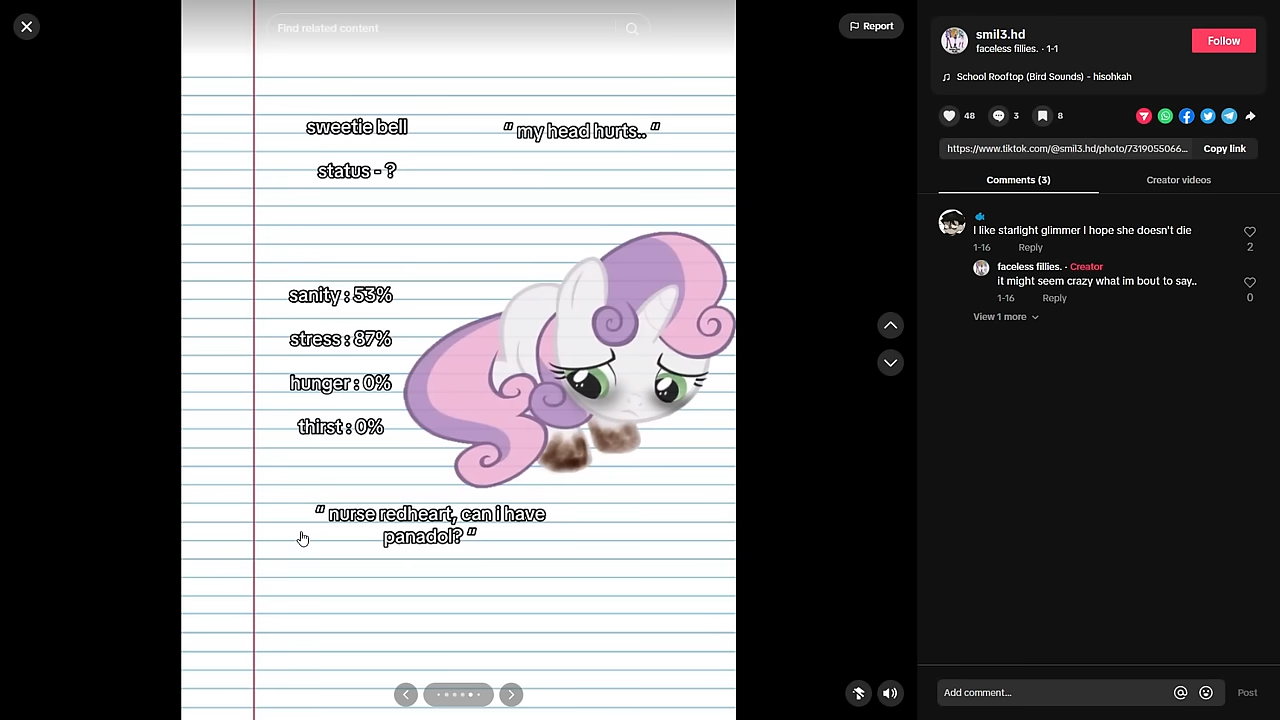 Find related content
Report
sweetie bell
“ my head hurts.. ”
status - ?
sanity : 53%
stress : 87%
hunger : 0%
thirst : 0%
“ nurse redheart, can i have
panadol? ”
smil3.hd
faceless fillies. · 1-1
Follow
School Rooftop (Bird Sounds) - hisohkah
48
3
8
https://www.tiktok.com/@smil3.hd/photo/7319055066...
Copy link
Comments (3)
Creator videos
I like starlight glimmer I hope she doesn't die
1-16
Reply
2
faceless fillies. · Creator
it might seem crazy what im bout to say..
1-16
Reply
0
View 1 more
Add comment...
Post